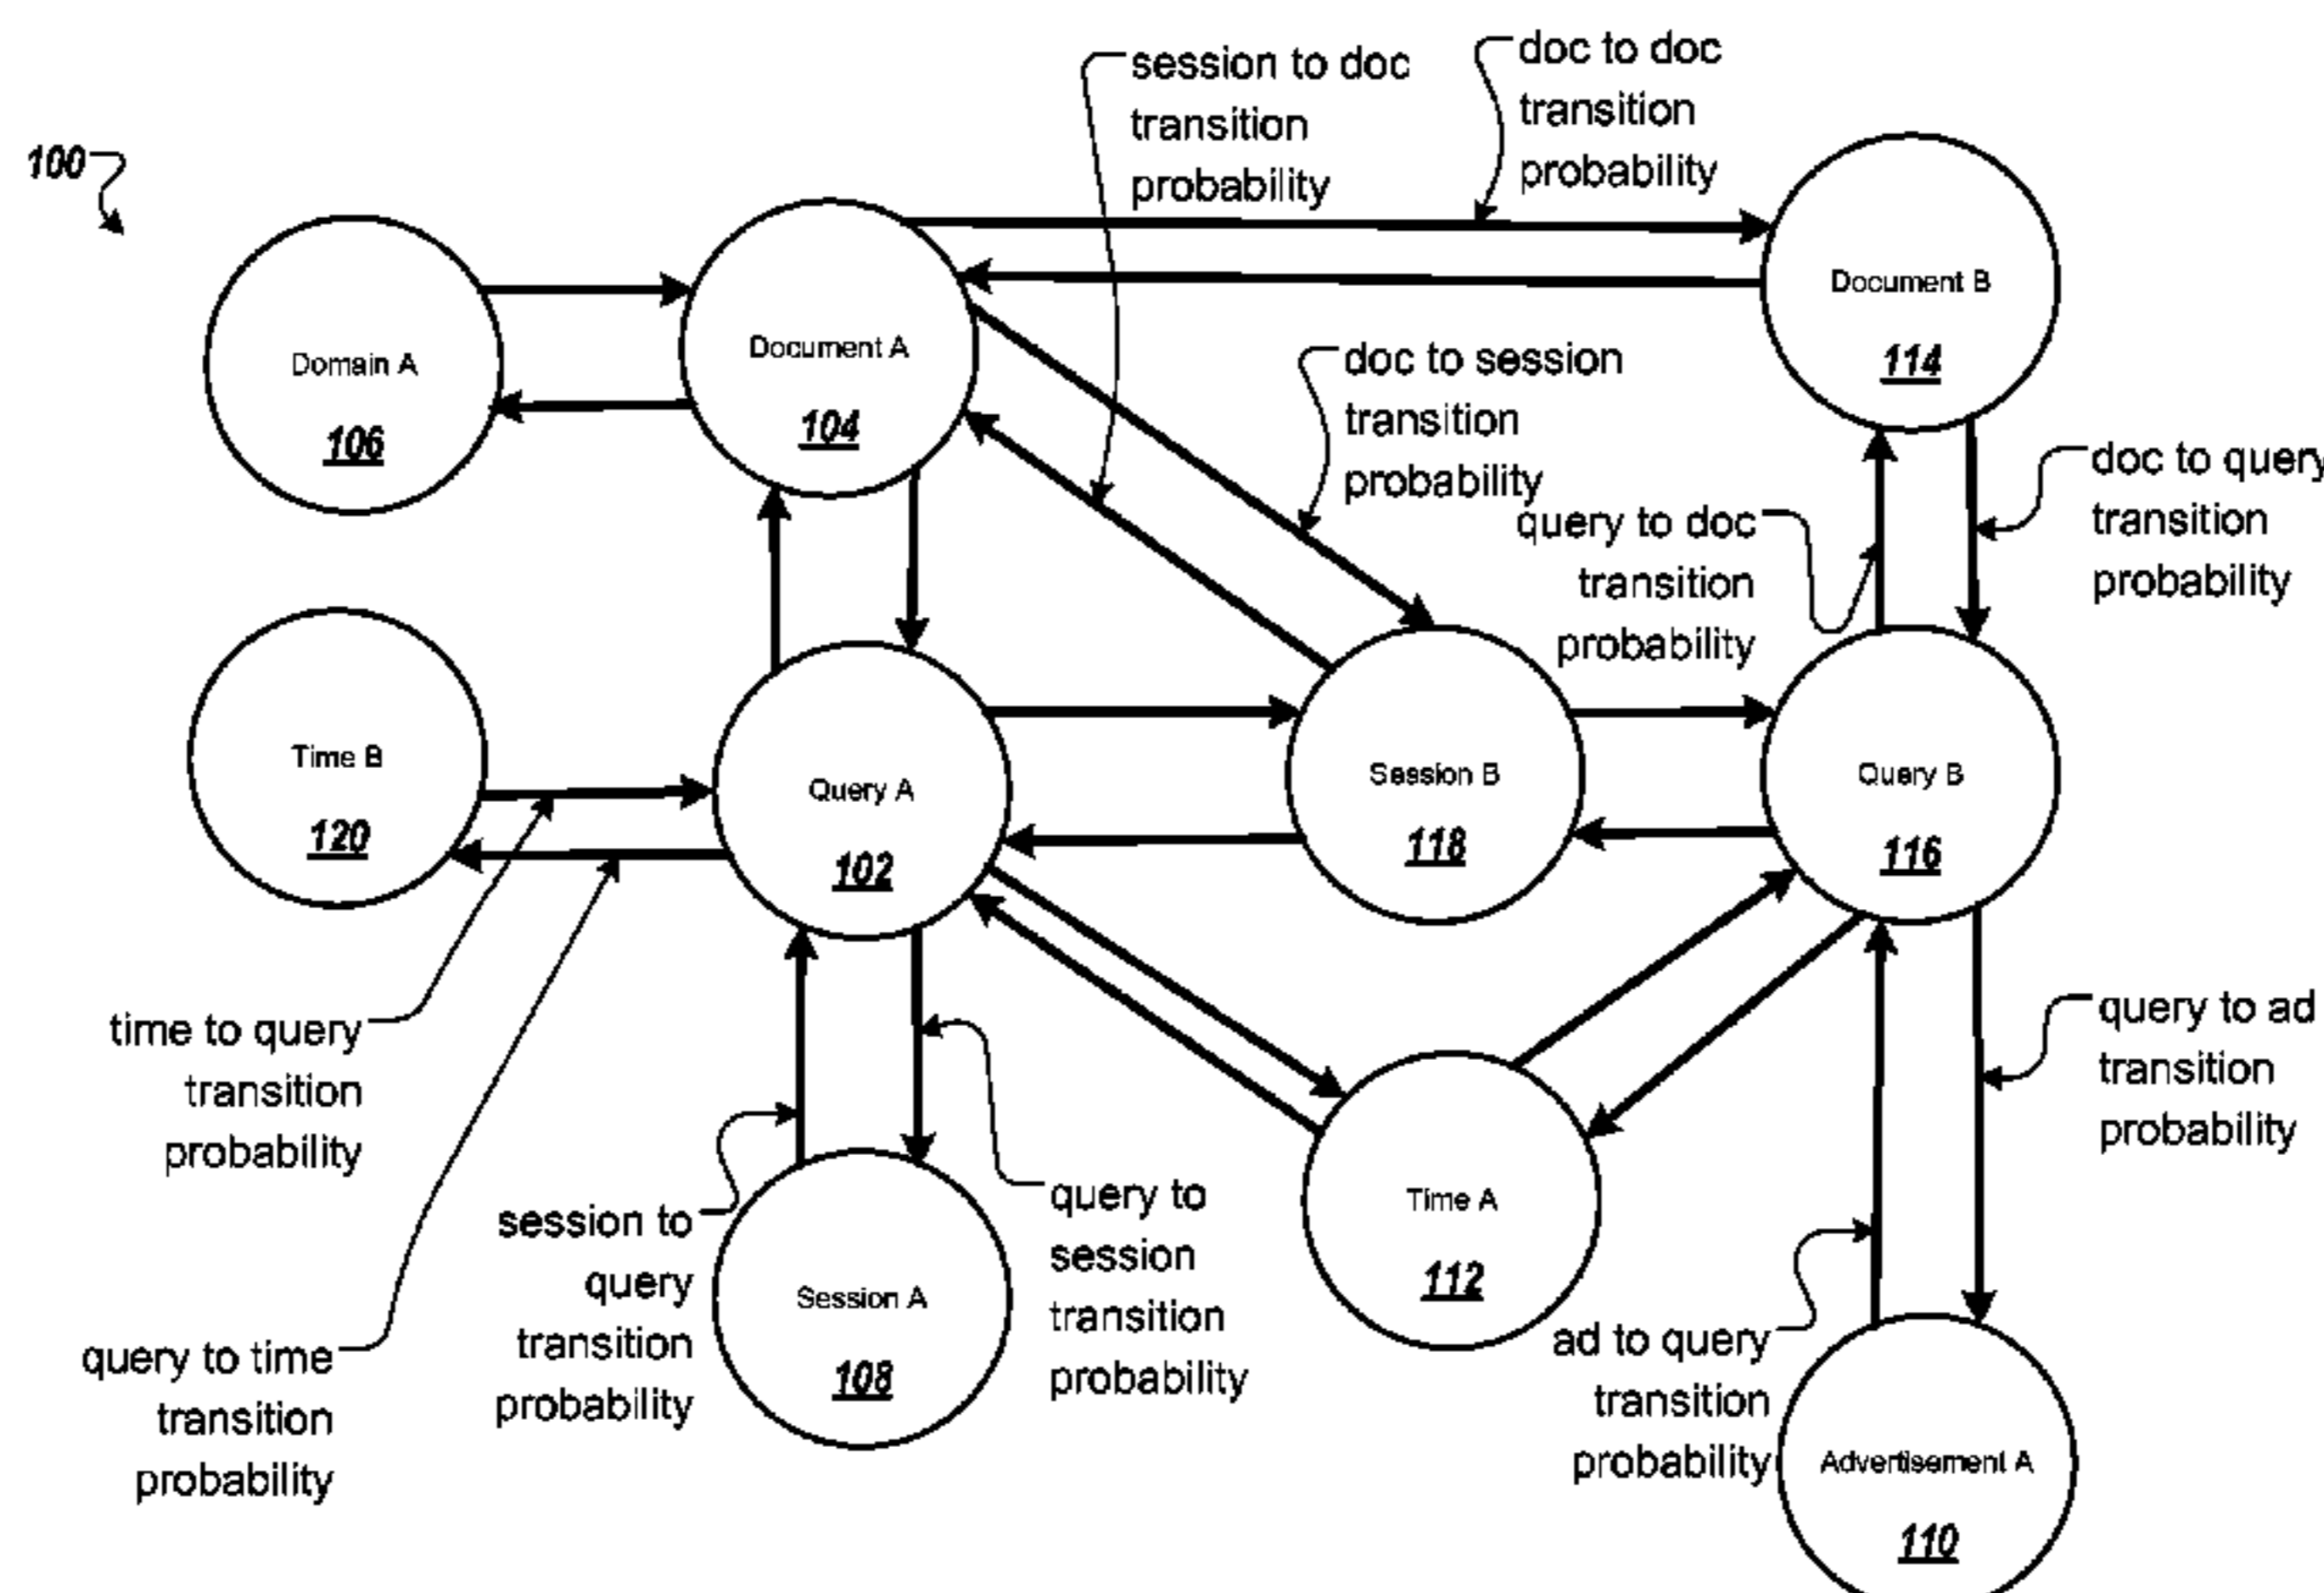 100
session to doc
transition
probability
doc to doc
transition
probability
Document B
114
Domain A
106
Document A
104
doc to session
transition
probability
query to doc
transition
probability
doc to query
transition
probability
Time B
120
Query A
102
Session B
118
Query B
116
time to query
transition
probability
query to time
transition
probability
session to
query
transition
probability
Session A
108
query to
session
transition
probability
Time A
112
query to ad
transition
probability
ad to query
transition
probability
Advertisement A
110